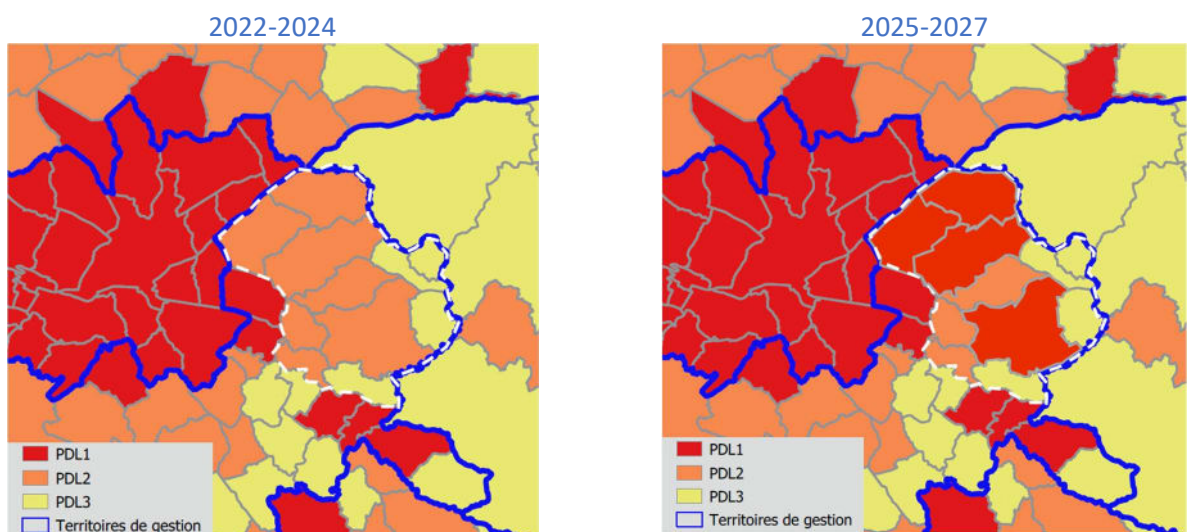 2022-2024
2025-2027
PDL1
PDL2
PDL3
Territoires de gestion
PDL1
PDL2
PDL3
Territoires de gestion